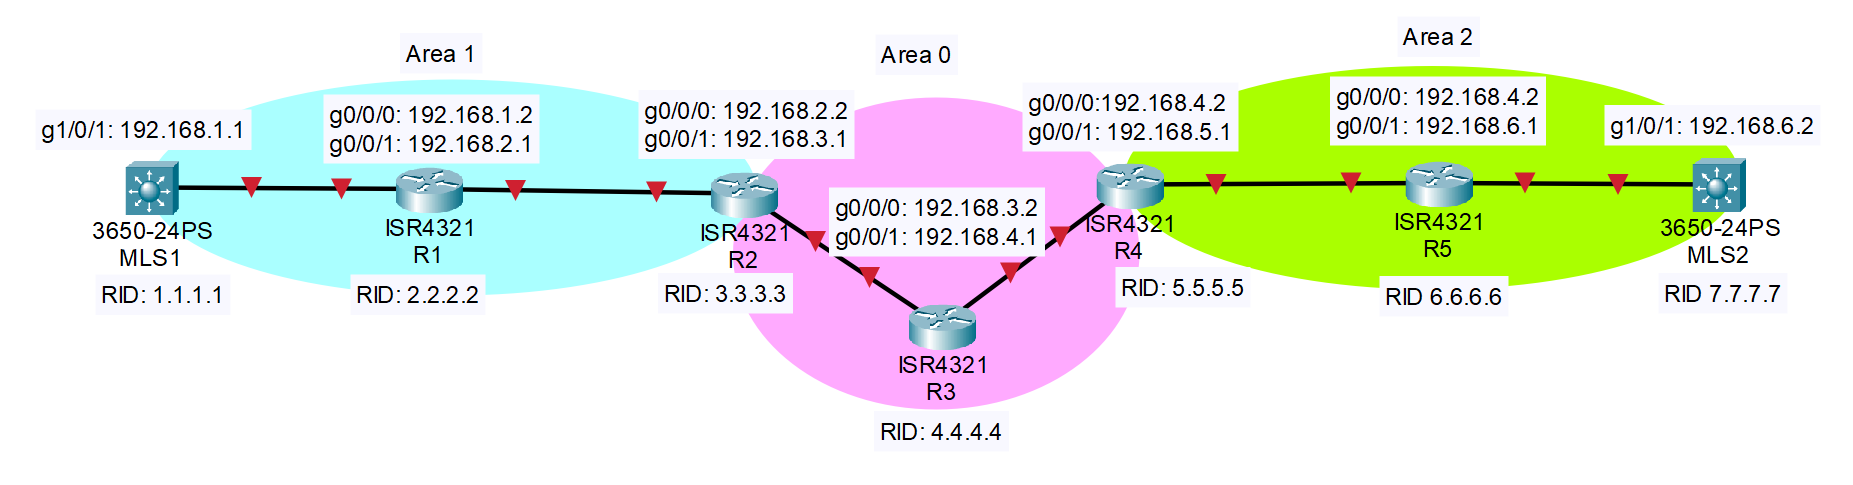 Area 1
Area 0
Area 2
g1/0/1: 192.168.1.1
g0/0/0: 192.168.1.2
g0/0/1: 192.168.2.1
g0/0/0: 192.168.2.2
g0/0/1: 192.168.3.1
g0/0/0:192.168.4.2
g0/0/1: 192.168.5.1
g0/0/0: 192.168.4.2
g0/0/1: 192.168.6.1
g1/0/1: 192.168.6.2
g0/0/0: 192.168.3.2
g0/0/1: 192.168.4.1
3650-24PS
MLS1
RID: 1.1.1.1
ISR4321
R1
RID: 2.2.2.2
ISR4321
R2
RID: 3.3.3.3
ISR4321
R3
RID: 4.4.4.4
ISR4321
R4
RID: 5.5.5.5
ISR4321
R5
RID 6.6.6.6
3650-24PS
MLS2
RID 7.7.7.7